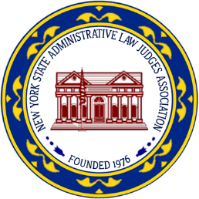 NEW YORK STATE ADMINISTRATIVE LAW JUDGES ASSOCIATION
FOUNDED 1976